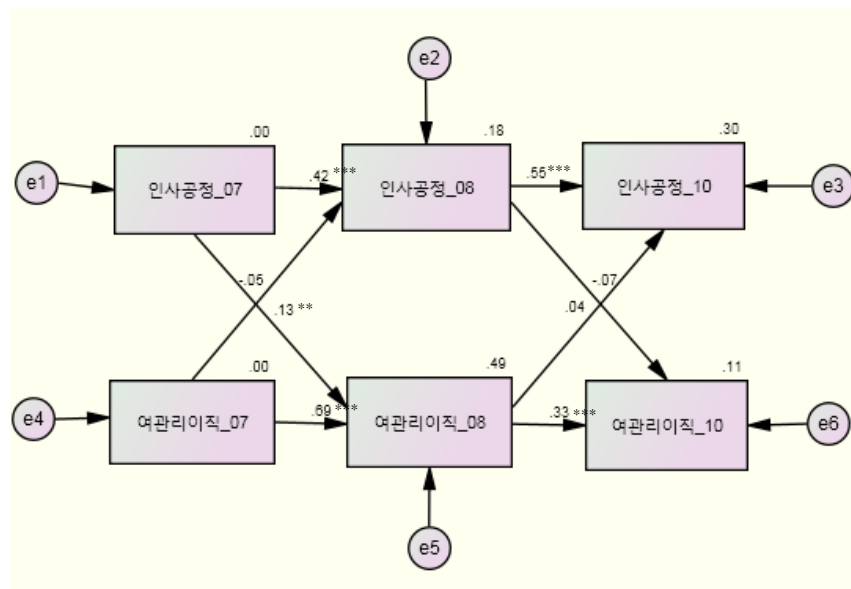 e2
.00
.18
.30
e1
인사공정_07
.42 ***
인사공정_08
.55 ***
인사공정_10
e3
-.05
.13 **
-.07
.04
.00
.49
.11
e4
여관리이직_07
.69 ***
여관리이직_08
.33 ***
여관리이직_10
e6
e5